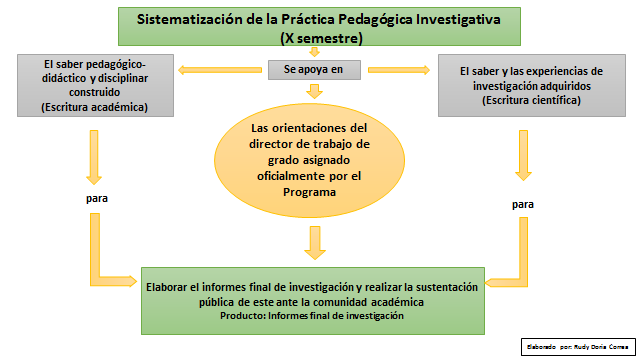 Sistematización de la Práctica Pedagógica Investigativa
(X semestre)
El saber pedagógico-
didáctico y disciplinar
construido
(Escritura académica)
Se apoya en
El saber y las experiencias de
investigación adquiridos
(Escritura científica)
Las orientaciones del
director de trabajo de
grado asignado
oficialmente por el
Programa
para
para
Elaborar el informes final de investigación y realizar la sustentación
pública de este ante la comunidad académica
Producto: Informes final de investigación
Elaborado por: Rudy Doria Correa